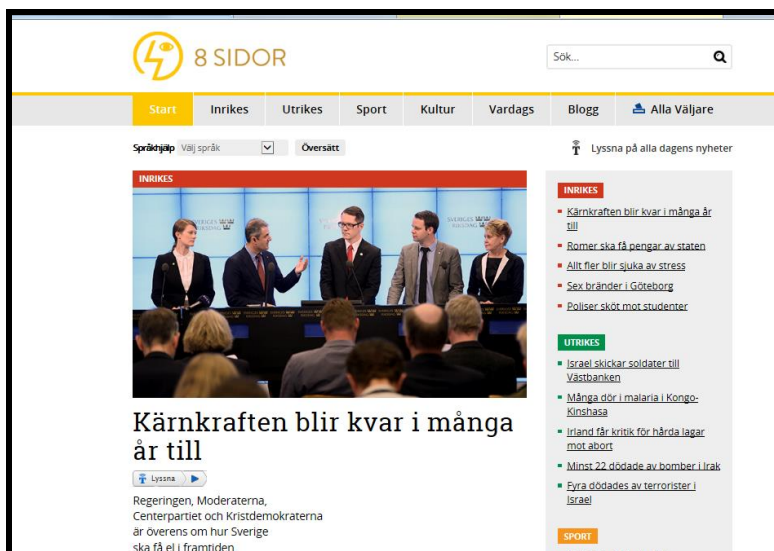 8 SIDOR
Sök...
Start Inrikes Utrikes Sport Kultur Vardags Blogg Alla Väljare
Språkhjälp Välj språk Översätt
Lyssna på alla dagens nyheter
INRIKES
SVERIGES RIKSDAG
SVERIGES RIKSDAG
Kärnkraften blir kvar i många
år till
Lyssna
Regeringen, Moderaterna,
Centerpartiet och Kristdemokraterna
är överens om hur Sverige
ska få el i framtiden
INRIKES
Kärnkraften blir kvar i många år
till
Romer ska få pengar av staten
Allt fler blir sjuka av stress
Sex bränder i Göteborg
Poliser sköt mot studenter
UTRIKES
Israel skickar soldater till
Västbanken
Många dör i malaria i Kongo-
Kinshasa
Irland får kritik för hårda lagar
mot abort
Minst 22 dödade av bomber i Irak
Fyra dödades av terrorister i
Israel
SPORT